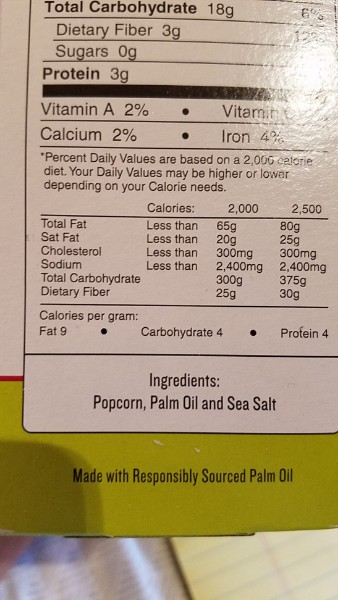 Total Carbohydrate 18g 6%
Dietary Fiber 3g
Sugars 0g
Protein 3g
Vitamin A 2% • Vitamin
Calcium 2% • Iron 4%
*Percent Daily Values are based on a 2,000 calorie
diet. Your Daily Values may be higher or lower
depending on your Calorie needs.
Calories: 2,000 2,500
Total Fat Less than 65g 80g
Sat Fat Less than 20g 25g
Cholesterol Less than 300mg 300mg
Sodium Less than 2,400mg 2,400mg
Total Carbohydrate 300g 375g
Dietary Fiber 25g 30g
Calories per gram:
Fat 9 • Carbohydrate 4 • Protein 4
Ingredients:
Popcorn, Palm Oil and Sea Salt
Made with Responsibly Sourced Palm Oil